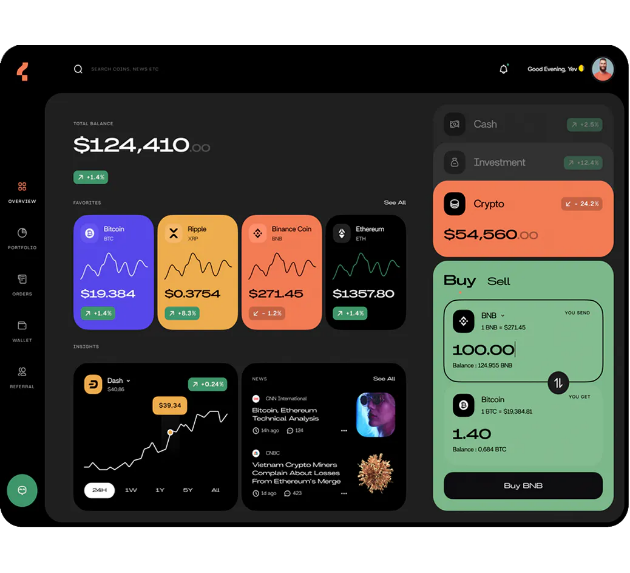 SEARCH COINS, NEWS ETC
Good Evening, Yev
OVERVIEW
PORTFOLIO
ORDERS
WALLET
REFERRAL
TOTAL BALANCE
$124,410.00
+1.4%
FAVORITES
See All
Bitcoin
BTC
$19.384
+1.4%
Ripple
XRP
$0.3754
+8.3%
Binance Coin
BNB
$271.45
- 1.2%
Ethereum
ETH
$1357.80
+1.4%
INSIGHTS
Dash
$40.86
+0.24%
$39,34
24H
1W
1Y
5Y
All
NEWS
See All
CNN International
Bitcoin, Ethereum
Technical Analysis
14h ago
124
CNBC
Vietnam Crypto Miners
Complain About Losses
From Ethereum's Merge
1d ago
423
Cash
+2.5%
Investment
+12.4%
Crypto
- 24.2%
$54,560.00
Buy Sell
BNB
YOU SEND
1 BNB = $271.45
100.00
Balance : 124.955 BNB
Bitcoin
YOU GET
1 BTC = $19,384.81
1.40
Balance : 0.684 BTC
Buy BNB